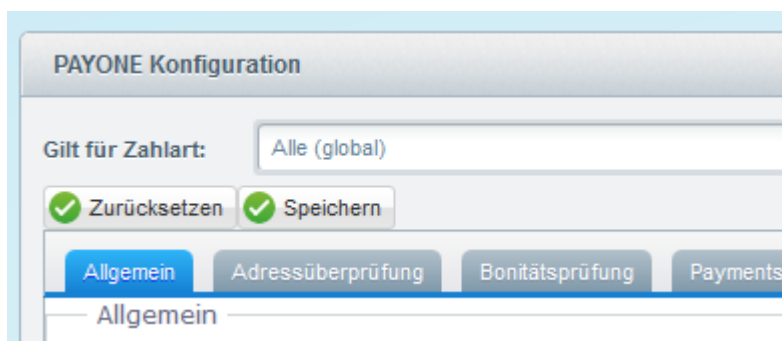 PAYONE Konfiguration
Gilt für Zahlart: Alle (global)
Zurücksetzen Speichern
Allgemein Adressüberprüfung Bonitätsprüfung Payments
Allgemein